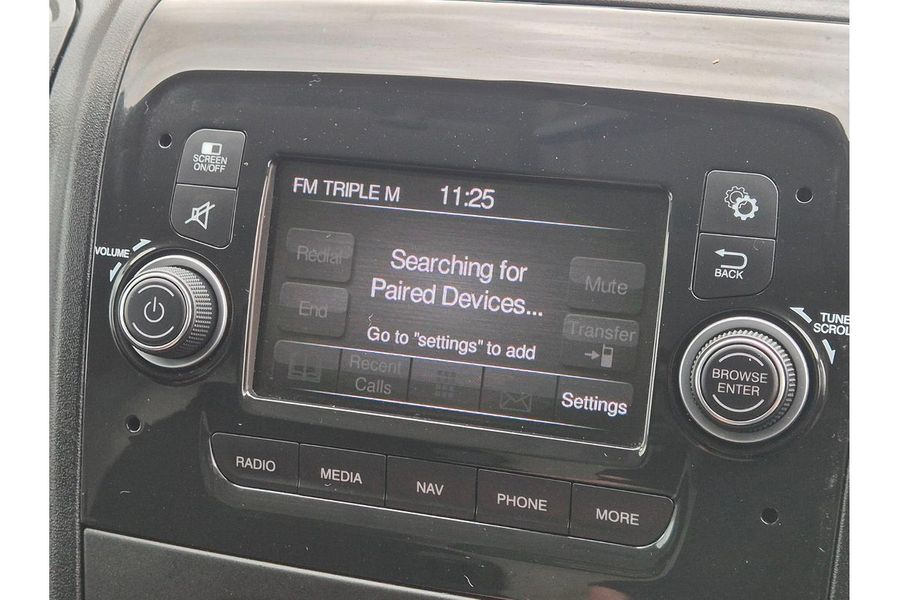 SCREEN
ON/OFF
VOLUME
FM TRIPLE M 11:25
Redial
End
Searching for
Paired Devices...
Go to "settings" to add
Mute
Transfer
Recent
Calls
Settings
BACK
TUNE
SCROLL
BROWSE
ENTER
RADIO
MEDIA
NAV
PHONE
MORE